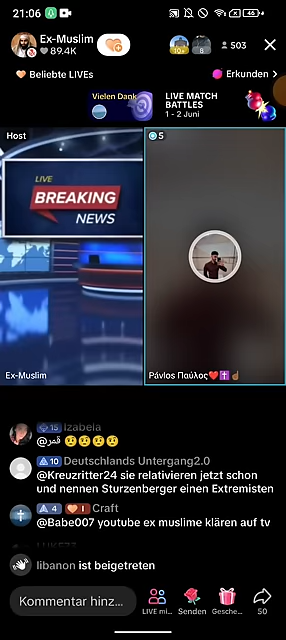 21:06
46
Ex-Muslim
89.4K
10+
8
503
Beliebte LIVEs
Erkunden >
Vielen Dank
LIVE MATCH
BATTLES
1 - 2 Juni
Host
5
LIVE
BREAKING
NEWS
Ex-Muslim
Pávlos Παύλος❤️✝️☝🏾
15 Izabela
@قمر 🤨🤨🤨🤨
10 Deutschlands Untergang2.0
@Kreuzritter24 sie relativieren jetzt schon
und nennen Sturzenberger einen Extremisten
4 I Craft
@Babe007 youtube ex muslime klären auf tv
libanon ist beigetreten
Kommentar hinz...
LIVE mi...
Senden
Gesche...
50